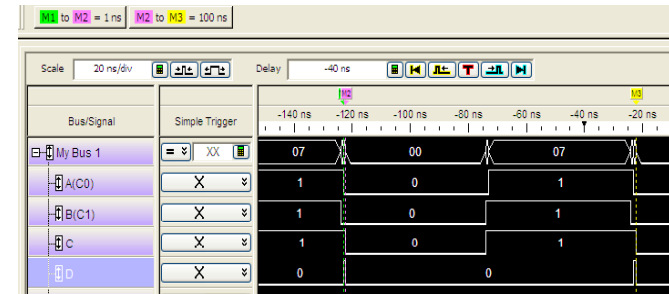 M1 to M2 = 1 ns M2 to M3 = 100 ns
Scale 20 ns/div Delay -40 ns T
M2 M3
Bus/Signal Simple Trigger -140 ns -120 ns -100 ns -80 ns -60 ns -40 ns -20 ns
My Bus 1 = XX 07 00 07
A(C0) X 1 0 1
B(C1) X 1 0 1
C X 1 0 1
D X 0 0